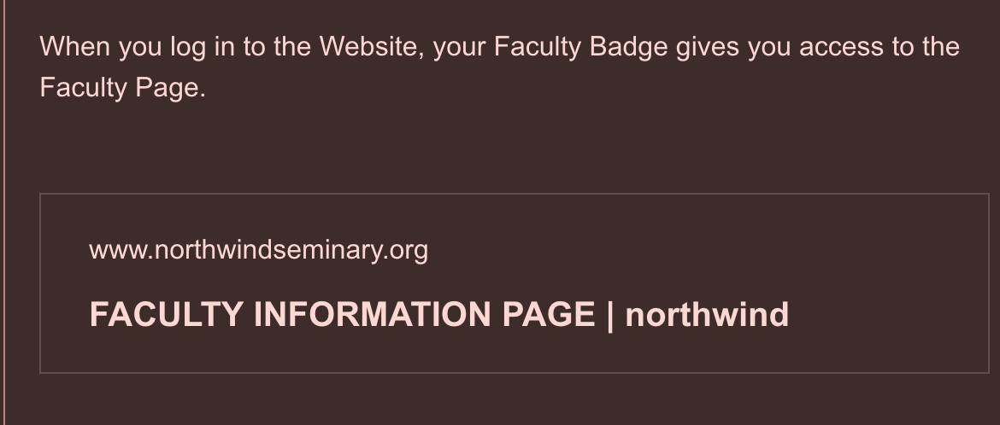 When you log in to the Website, your Faculty Badge gives you access to the
Faculty Page.
www.northwindseminary.org
FACULTY INFORMATION PAGE | northwind